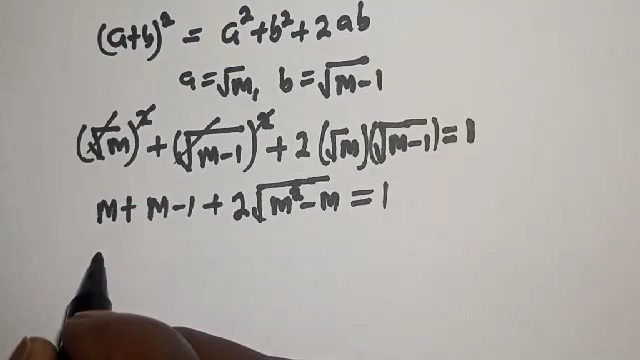 (a+b)² = a²+b²+2ab
a=√m, b=√m-1
(√m)²+(√m-1)²+2(√m)(√m-1)=1
m+m-1+2√m²-m=1